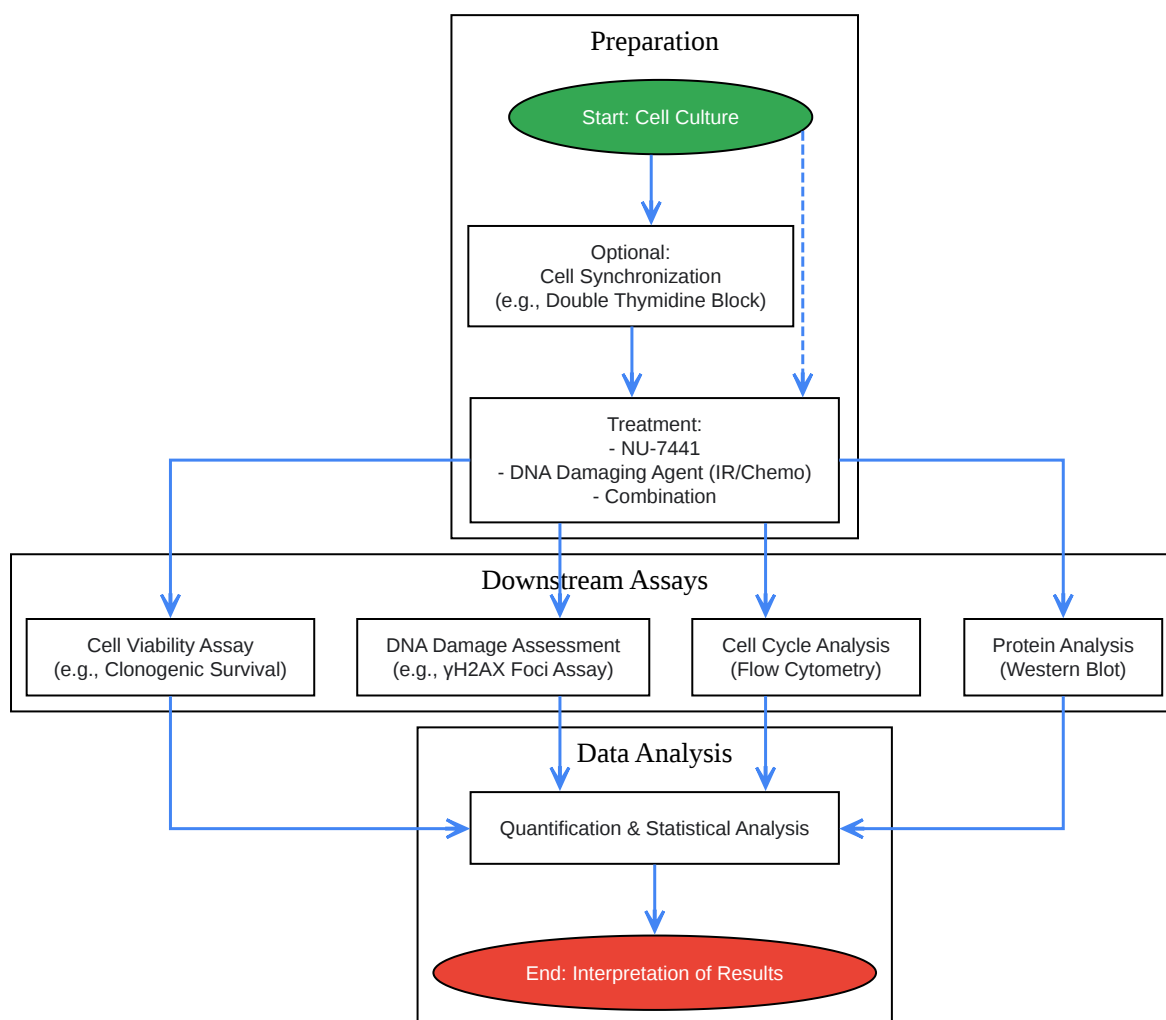 Preparation
Start: Cell Culture
Optional:
Cell Synchronization
(e.g., Double Thymidine Block)
Treatment:
- NU-7441
- DNA Damaging Agent (IR/Chemo)
- Combination
Downstream Assays
Cell Viability Assay
(e.g., Clonogenic Survival)
DNA Damage Assessment
(e.g., γH2AX Foci Assay)
Cell Cycle Analysis
(Flow Cytometry)
Protein Analysis
(Western Blot)
Data Analysis
Quantification & Statistical Analysis
End: Interpretation of Results